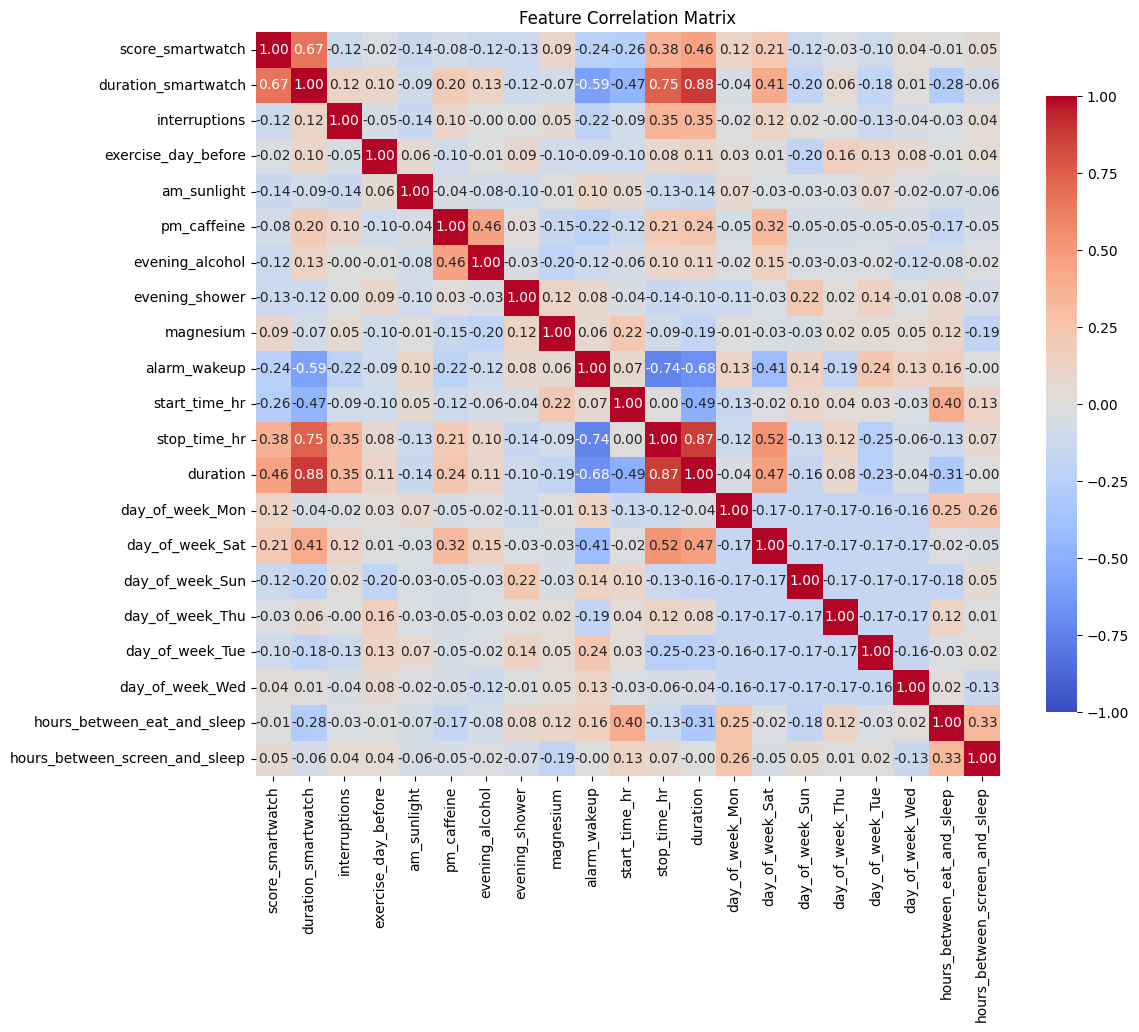 Feature Correlation Matrix
score_smartwatch 1.00 0.67 -0.12 -0.02 -0.14 -0.08 -0.12 -0.13 0.09 -0.24 -0.26 0.38 0.46 0.12 0.21 -0.12 -0.03 -0.10 0.04 -0.01 0.05
duration_smartwatch 0.67 1.00 0.12 0.10 -0.09 0.20 0.13 -0.12 -0.07 -0.59 -0.47 0.75 0.88 -0.04 0.41 -0.20 0.06 -0.18 0.01 -0.28 -0.06
interruptions -0.12 0.12 1.00 -0.05 -0.14 0.10 -0.00 0.00 0.05 -0.22 -0.09 0.35 0.35 -0.02 0.12 0.02 -0.00 -0.13 -0.04 -0.03 0.04
exercise_day_before -0.02 0.10 -0.05 1.00 0.06 -0.10 -0.01 0.09 -0.10 -0.09 -0.10 0.08 0.11 0.03 0.01 -0.20 0.16 0.13 0.08 -0.01 0.04
am_sunlight -0.14 -0.09 -0.14 0.06 1.00 -0.04 -0.08 -0.10 -0.01 0.10 0.05 -0.13 -0.14 0.07 -0.03 -0.03 -0.03 0.07 -0.02 -0.07 -0.06
pm_caffeine -0.08 0.20 0.10 -0.10 -0.04 1.00 0.46 0.03 -0.15 -0.22 -0.12 0.21 0.24 -0.05 0.32 -0.05 -0.05 -0.05 -0.05 -0.17 -0.05
evening_alcohol -0.12 0.13 -0.00 -0.01 -0.08 0.46 1.00 -0.03 -0.20 -0.12 -0.06 0.10 0.11 -0.02 0.15 -0.03 -0.03 -0.02 -0.12 -0.08 -0.02
evening_shower -0.13 -0.12 0.00 0.09 -0.10 0.03 -0.03 1.00 0.12 0.08 -0.04 -0.14 -0.10 -0.11 -0.03 0.22 0.02 0.14 -0.01 0.08 -0.07
magnesium 0.09 -0.07 0.05 -0.10 -0.01 -0.15 -0.20 0.12 1.00 0.06 0.22 -0.09 -0.19 -0.01 -0.03 -0.03 0.02 0.05 0.05 0.12 -0.19
alarm_wakeup -0.24 -0.59 -0.22 -0.09 0.10 -0.22 -0.12 0.08 0.06 1.00 0.07 -0.74 -0.68 0.13 -0.41 0.14 -0.19 0.24 0.13 0.16 -0.00
start_time_hr -0.26 -0.47 -0.09 -0.10 0.05 -0.12 -0.06 -0.04 0.22 0.07 1.00 0.00 -0.49 -0.13 -0.02 0.10 0.04 0.03 -0.03 0.40 0.13
stop_time_hr 0.38 0.75 0.35 0.08 -0.13 0.21 0.10 -0.14 -0.09 -0.74 0.00 1.00 0.87 -0.12 0.52 -0.13 0.12 -0.25 -0.06 -0.13 0.07
duration 0.46 0.88 0.35 0.11 -0.14 0.24 0.11 -0.10 -0.19 -0.68 -0.49 0.87 1.00 -0.04 0.47 -0.16 0.08 -0.23 -0.04 -0.31 -0.00
day_of_week_Mon 0.12 -0.04 -0.02 0.03 0.07 -0.05 -0.02 -0.11 -0.01 0.13 -0.13 -0.12 -0.04 1.00 -0.17 -0.17 -0.17 -0.16 -0.16 0.25 0.26
day_of_week_Sat 0.21 0.41 0.12 0.01 -0.03 0.32 0.15 -0.03 -0.03 -0.41 -0.02 0.52 0.47 -0.17 1.00 -0.17 -0.17 -0.17 -0.17 -0.02 -0.05
day_of_week_Sun -0.12 -0.20 0.02 -0.20 -0.03 -0.05 -0.03 0.22 -0.03 0.14 0.10 -0.13 -0.16 -0.17 -0.17 1.00 -0.17 -0.17 -0.17 -0.18 0.05
day_of_week_Thu -0.03 0.06 -0.00 0.16 -0.03 -0.05 -0.03 0.02 0.02 -0.19 0.04 0.12 0.08 -0.17 -0.17 -0.17 1.00 -0.17 -0.17 0.12 0.01
day_of_week_Tue -0.10 -0.18 -0.13 0.13 0.07 -0.05 -0.02 0.14 0.05 0.24 0.03 -0.25 -0.23 -0.16 -0.17 -0.17 -0.17 1.00 -0.16 -0.03 0.02
day_of_week_Wed 0.04 0.01 -0.04 0.08 -0.02 -0.05 -0.12 -0.01 0.05 0.13 -0.03 -0.06 -0.04 -0.16 -0.17 -0.17 -0.17 -0.16 1.00 0.02 -0.13
hours_between_eat_and_sleep -0.01 -0.28 -0.03 -0.01 -0.07 -0.17 -0.08 0.08 0.12 0.16 0.40 -0.13 -0.31 0.25 -0.02 -0.18 0.12 -0.03 0.02 1.00 0.33
hours_between_screen_and_sleep 0.05 -0.06 0.04 0.04 -0.06 -0.05 -0.02 -0.07 -0.19 -0.00 0.13 0.07 -0.00 0.26 -0.05 0.05 0.01 0.02 -0.13 0.33 1.00
score_smartwatch
duration_smartwatch
interruptions
exercise_day_before
am_sunlight
pm_caffeine
evening_alcohol
evening_shower
magnesium
alarm_wakeup
start_time_hr
stop_time_hr
duration
day_of_week_Mon
day_of_week_Sat
day_of_week_Sun
day_of_week_Thu
day_of_week_Tue
day_of_week_Wed
hours_between_eat_and_sleep
hours_between_screen_and_sleep
1.00
0.75
0.50
0.25
0.00
−0.25
−0.50
−0.75
−1.00